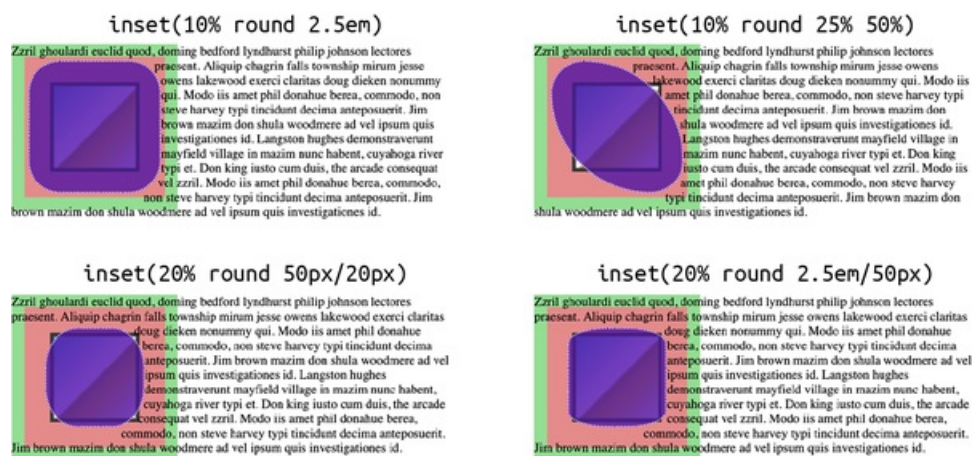 inset(10% round 2.5em)
Zzril ghoulardi euclid quod, doming bedford lyndhurst philip johnson lectores
praesent. Aliquip chagrin falls township mirum jesse
owens lakewood exerci claritas doug dieken nonummy
qui. Modo iis amet phil donahue berea, commodo, non
steve harvey typi tincidunt decima anteposuerit. Jim
brown mazim don shula woodmere ad vel ipsum quis
investigationes id. Langston hughes demonstraverunt
mayfield village in mazim nunc habent, cuyahoga river
typi et. Don king iusto cum duis, the arcade consequat
vel zzril. Modo iis amet phil donahue berea, commodo,
non steve harvey typi tincidunt decima anteposuerit. Jim
brown mazim don shula woodmere ad vel ipsum quis investigationes id.
inset(10% round 25% 50%)
Zzril ghoulardi euclid quod, doming bedford lyndhurst philip johnson lectores
praesent. Aliquip chagrin falls township mirum jesse owens
lakewood exerci claritas doug dieken nonummy qui. Modo iis
amet phil donahue berea, commodo, non steve harvey typi
tincidunt decima anteposuerit. Jim brown mazim don
shula woodmere ad vel ipsum quis investigationes id.
Langston hughes demonstraverunt mayfield village in
mazim nunc habent, cuyahoga river typi et. Don king
iusto cum duis, the arcade consequat vel zzril. Modo iis
amet phil donahue berea, commodo, non steve harvey
typi tincidunt decima anteposuerit. Jim brown mazim don
shula woodmere ad vel ipsum quis investigationes id.
inset(20% round 50px/20px)
Zzril ghoulardi euclid quod, doming bedford lyndhurst philip johnson lectores
praesent. Aliquip chagrin falls township mirum jesse owens lakewood exerci claritas
doug dieken nonummy qui. Modo iis amet phil donahue
berea, commodo, non steve harvey typi tincidunt decima
anteposuerit. Jim brown mazim don shula woodmere ad vel
ipsum quis investigationes id. Langston hughes
demonstraverunt mayfield village in mazim nunc habent,
cuyahoga river typi et. Don king iusto cum duis, the arcade
consequat vel zzril. Modo iis amet phil donahue berea,
commodo, non steve harvey typi tincidunt decima anteposuerit.
Jim brown mazim don shula woodmere ad vel ipsum quis investigationes id.
inset(20% round 2.5em/50px)
Zzril ghoulardi euclid quod, doming bedford lyndhurst philip johnson lectores
praesent. Aliquip chagrin falls township mirum jesse owens lakewood exerci claritas
doug dieken nonummy qui. Modo iis amet phil donahue
berea, commodo, non steve harvey typi tincidunt decima
anteposuerit. Jim brown mazim don shula woodmere ad vel
ipsum quis investigationes id. Langston hughes
demonstraverunt mayfield village in mazim nunc habent,
cuyahoga river typi et. Don king iusto cum duis, the arcade
consequat vel zzril. Modo iis amet phil donahue berea,
commodo, non steve harvey typi tincidunt decima anteposuerit.
Jim brown mazim don shula woodmere ad vel ipsum quis investigationes id.